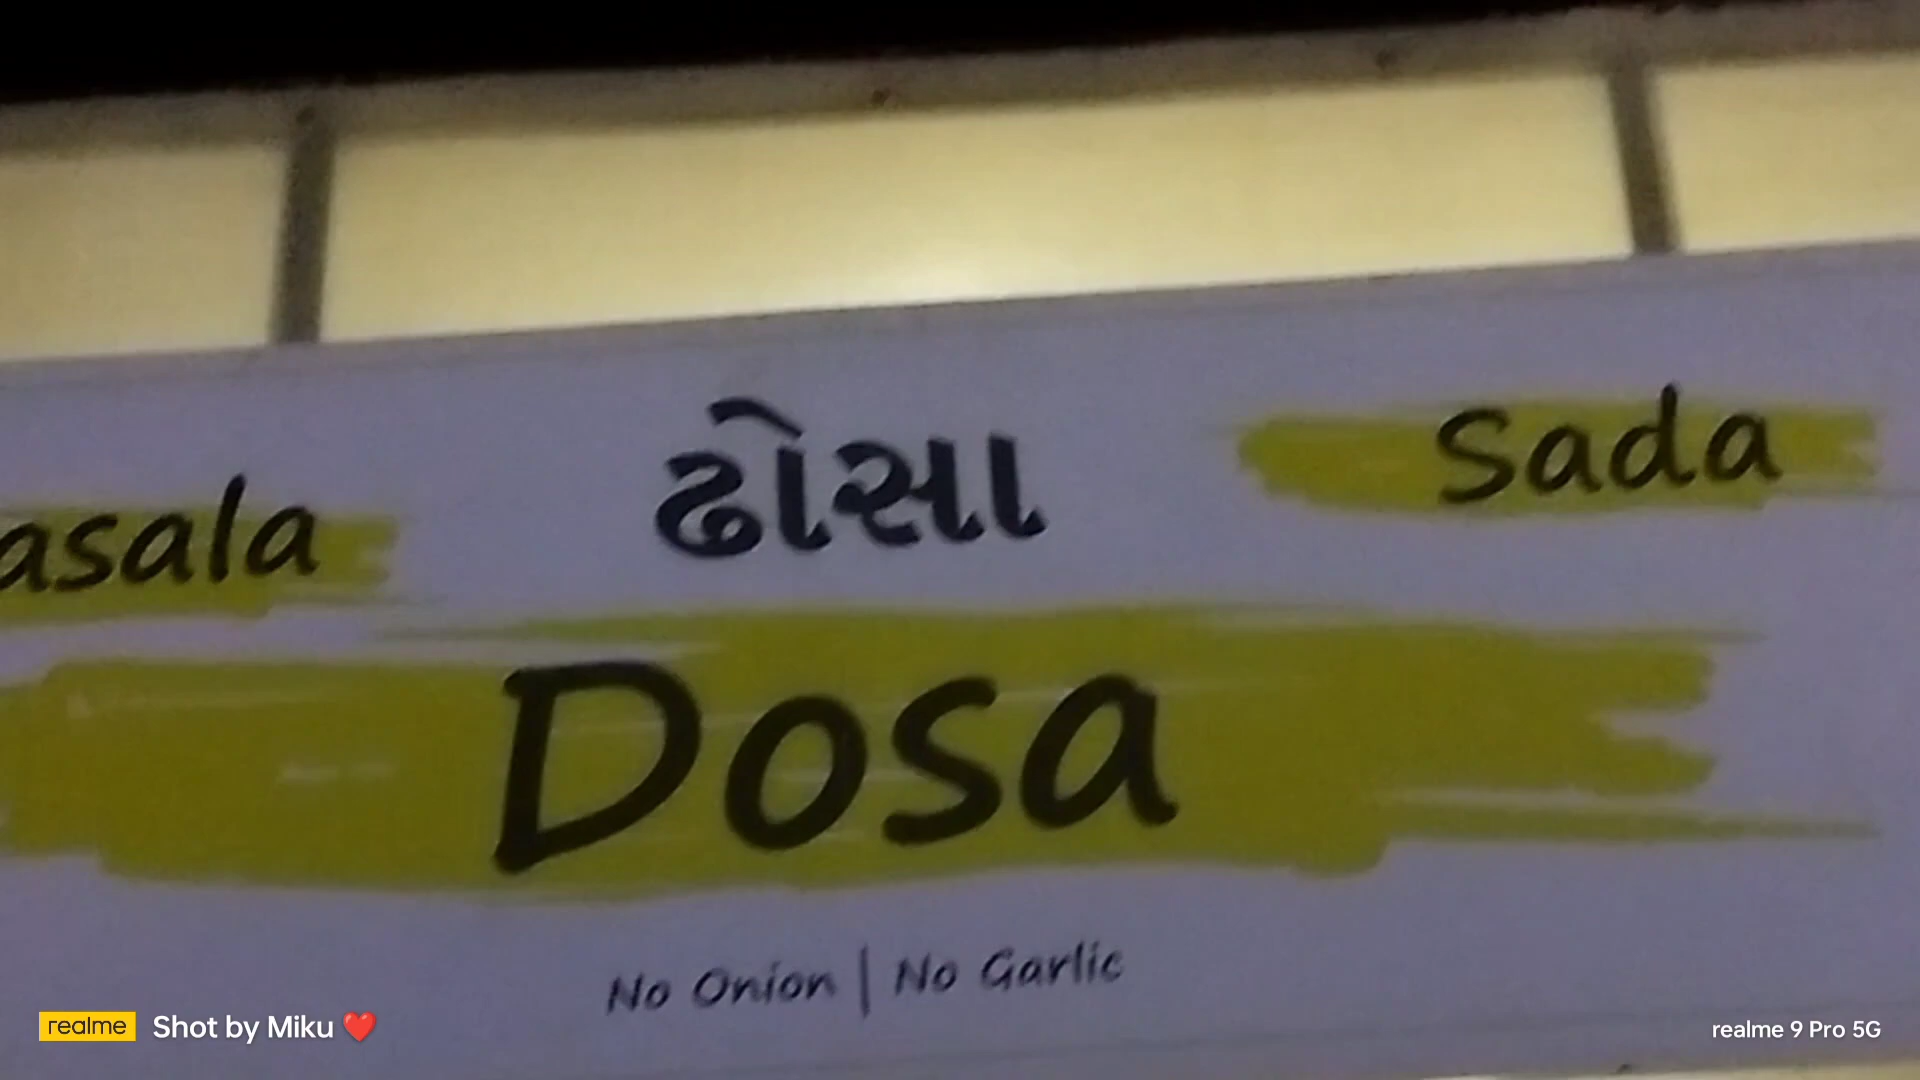 ઢોસા
Sada
asala
Dosa
No Onion | No Garlic
realme Shot by Miku ❤️
realme 9 Pro 5G